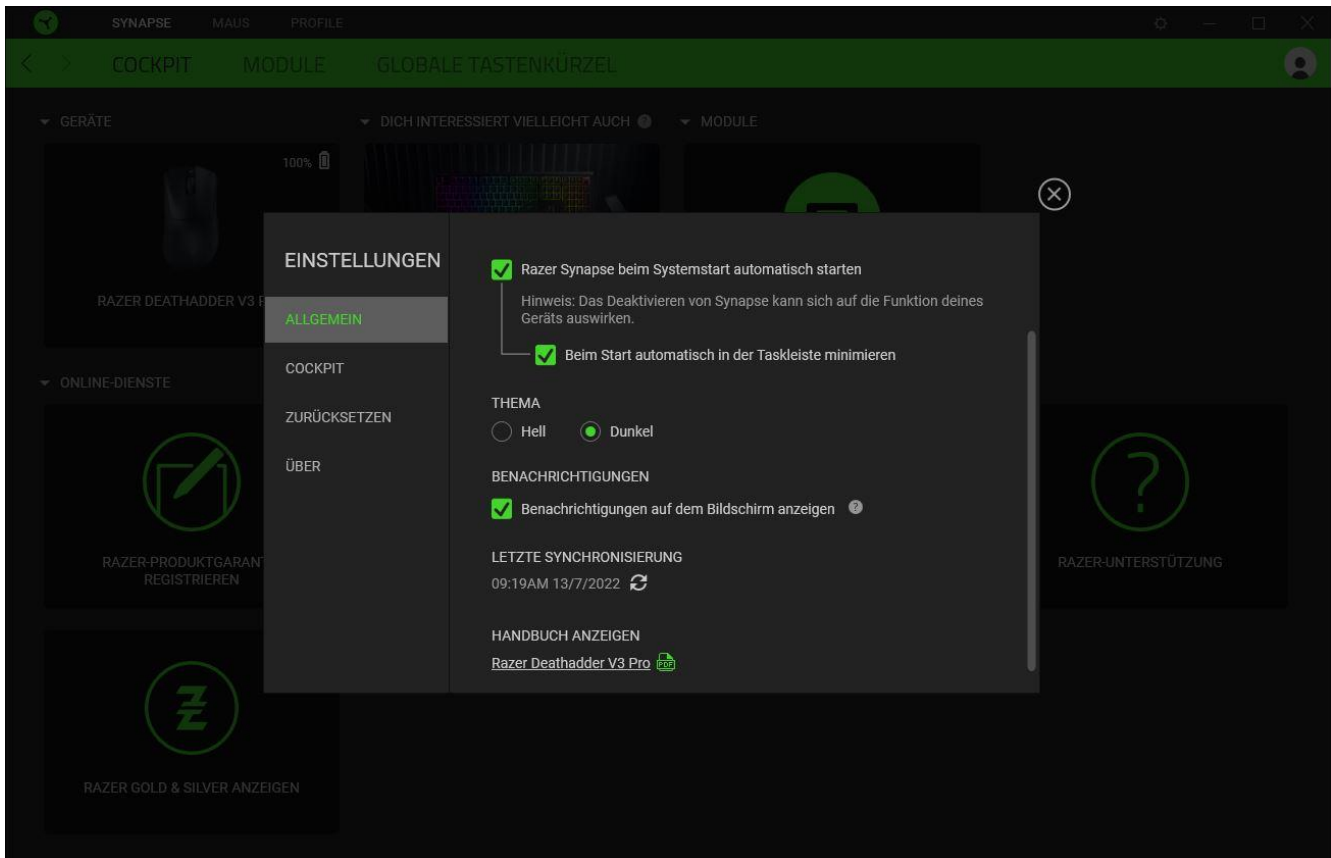 SYNAPSE MAUS PROFILE
COCKPIT MODULE GLOBALE TASTENKÜRZEL
GERÄTE
DICH INTERESSIERT VIELLEICHT AUCH ?
MODULE
100%
RAZER DEATHADDER V3
EINSTELLUNGEN
ALLGEMEIN
COCKPIT
ZURÜCKSETZEN
ÜBER
Razer Synapse beim Systemstart automatisch starten
Hinweis: Das Deaktivieren von Synapse kann sich auf die Funktion deines
Geräts auswirken.
Beim Start automatisch in der Taskleiste minimieren
THEMA
Hell Dunkel
BENACHRICHTIGUNGEN
Benachrichtigungen auf dem Bildschirm anzeigen ?
LETZTE SYNCHRONISIERUNG
09:19AM 13/7/2022
HANDBUCH ANZEIGEN
Razer Deathadder V3 Pro PDF
ONLINE-DIENSTE
RAZER-PRODUKTGARANT
REGISTRIEREN
RAZER-UNTERSTÜTZUNG
RAZER GOLD & SILVER ANZEIGEN